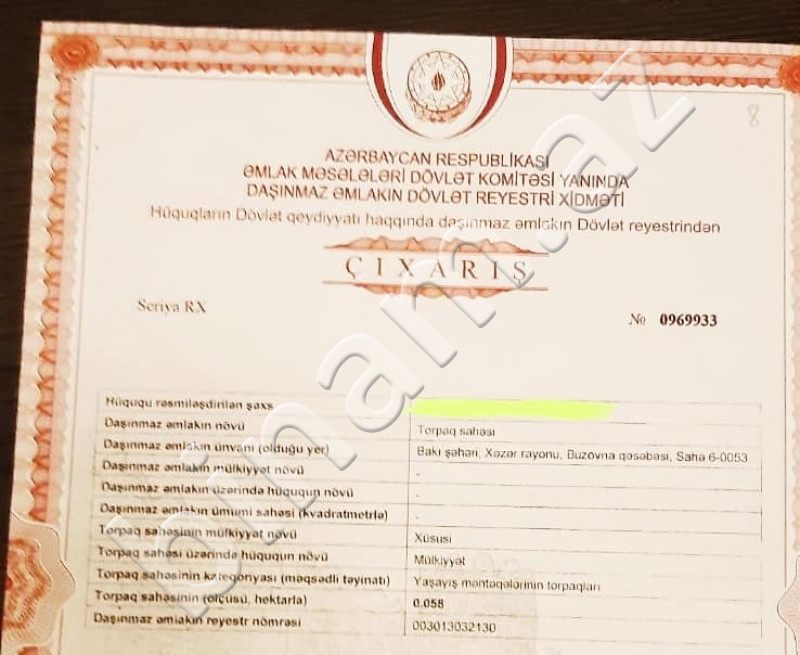 8
AZƏRBAYCAN RESPUBLİKASI
ƏMLAK MƏSƏLƏLƏRİ DÖVLƏT KOMİTƏSİ YANINDA
DAŞINMAZ ƏMLAKIN DÖVLƏT REYESTRİ XİDMƏTİ
Hüquqların Dövlət qeydiyyatı haqqında daşınmaz əmlakın Dövlət reyestrindən
ÇIXARIŞ
Seriya RX
№ 0969933
Hüququ rəsmiləşdirilən şəxs
Daşınmaz əmlakın növü Torpaq sahəsi
Daşınmaz əmlakın ünvanı (olduğu yer) Bakı şəhəri, Xəzər rayonu, Buzovna qəsəbəsi, Sahə 6-0053
Daşınmaz əmlakın mülkiyyət növü -
Daşınmaz əmlakın üzərində hüququn növü -
Daşınmaz əmlakın ümumi sahəsi (kvadratmetrlə) -
Torpaq sahəsinin mülkiyyət növü Xüsusi
Torpaq sahəsi üzərində hüququn növü Mülkiyyət
Torpaq sahəsinin kateqoriyası (məqsədli təyinatı) Yaşayış məntəqələrinin torpaqları
Torpaq sahəsinin (ölçüsü, hektarla) 0.058
Daşınmaz əmlakın reyestr nömrəsi 003013032130
binam.az